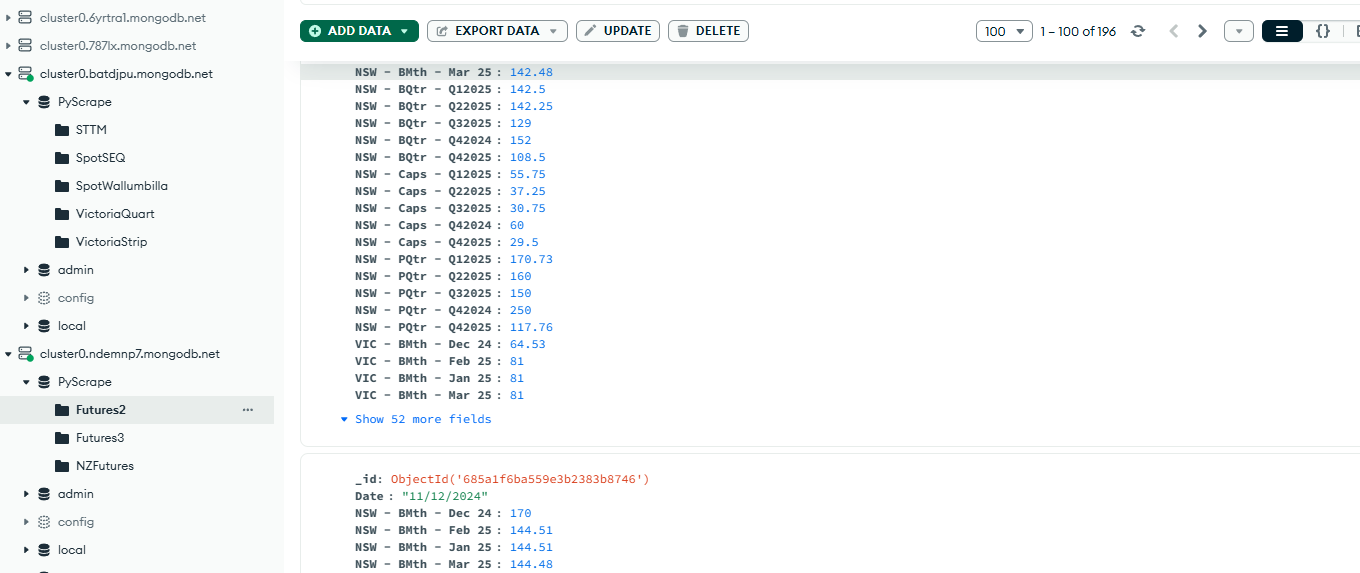 cluster0.6yrtra1.mongodb.net
cluster0.787lx.mongodb.net
cluster0.batdjpu.mongodb.net
PyScrape
STTM
SpotSEQ
SpotWallumbilla
VictoriaQuart
VictoriaStrip
admin
config
local
cluster0.ndemnp7.mongodb.net
PyScrape
Futures2 ...
Futures3
NZFutures
admin
config
local
ADD DATA EXPORT DATA UPDATE DELETE 100 1 – 100 of 196 {}
NSW - BMth - Mar 25 : 142.48
NSW - BQtr - Q12025 : 142.5
NSW - BQtr - Q22025 : 142.25
NSW - BQtr - Q32025 : 129
NSW - BQtr - Q42024 : 152
NSW - BQtr - Q42025 : 108.5
NSW - Caps - Q12025 : 55.75
NSW - Caps - Q22025 : 37.25
NSW - Caps - Q32025 : 30.75
NSW - Caps - Q42024 : 60
NSW - Caps - Q42025 : 29.5
NSW - PQtr - Q12025 : 170.73
NSW - PQtr - Q22025 : 160
NSW - PQtr - Q32025 : 150
NSW - PQtr - Q42024 : 250
NSW - PQtr - Q42025 : 117.76
VIC - BMth - Dec 24 : 64.53
VIC - BMth - Feb 25 : 81
VIC - BMth - Jan 25 : 81
VIC - BMth - Mar 25 : 81
Show 52 more fields
_id: ObjectId('685a1f6ba559e3b2383b8746')
Date : "11/12/2024"
NSW - BMth - Dec 24 : 170
NSW - BMth - Feb 25 : 144.51
NSW - BMth - Jan 25 : 144.51
NSW - BMth - Mar 25 : 144.48